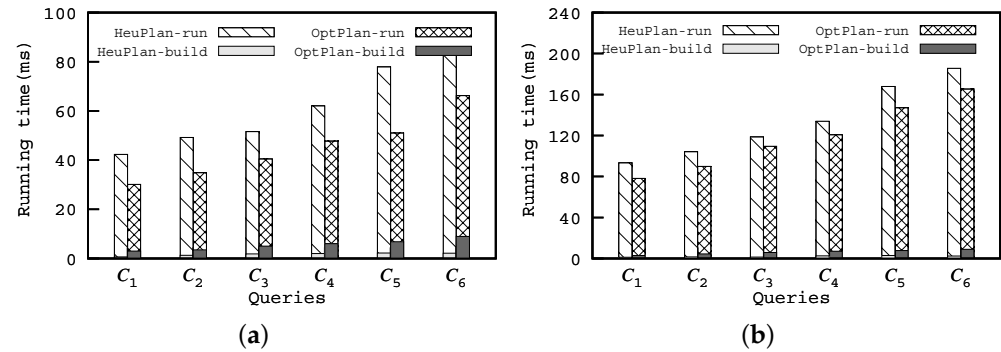 100
80
60
40
20
0
Running time(ms)
HeuPlan-run
OptPlan-run
HeuPlan-build
OptPlan-build
C1 C2 C3 C4 C5 C6
Queries
(a)
240
200
160
120
80
40
0
Running time(ms)
HeuPlan-run
OptPlan-run
HeuPlan-build
OptPlan-build
C1 C2 C3 C4 C5 C6
Queries
(b)